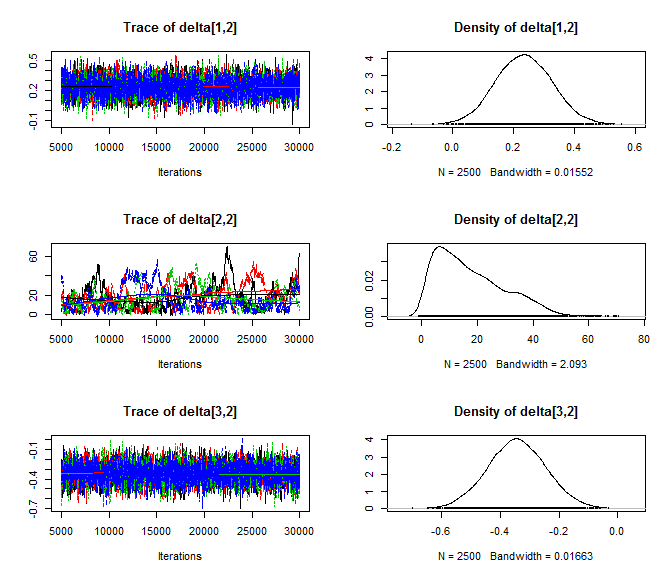 Trace of delta[1,2]
-0.1 0.2 0.5
5000 10000 15000 20000 25000 30000
Iterations
Density of delta[1,2]
0 1 2 3 4
-0.2 0.0 0.2 0.4 0.6
N = 2500 Bandwidth = 0.01552
Trace of delta[2,2]
0 20 60
5000 10000 15000 20000 25000 30000
Iterations
Density of delta[2,2]
0.00 0.02
0 20 40 60 80
N = 2500 Bandwidth = 2.093
Trace of delta[3,2]
-0.7 -0.4 -0.1
5000 10000 15000 20000 25000 30000
Iterations
Density of delta[3,2]
0 1 2 3 4
-0.6 -0.4 -0.2 0.0
N = 2500 Bandwidth = 0.01663